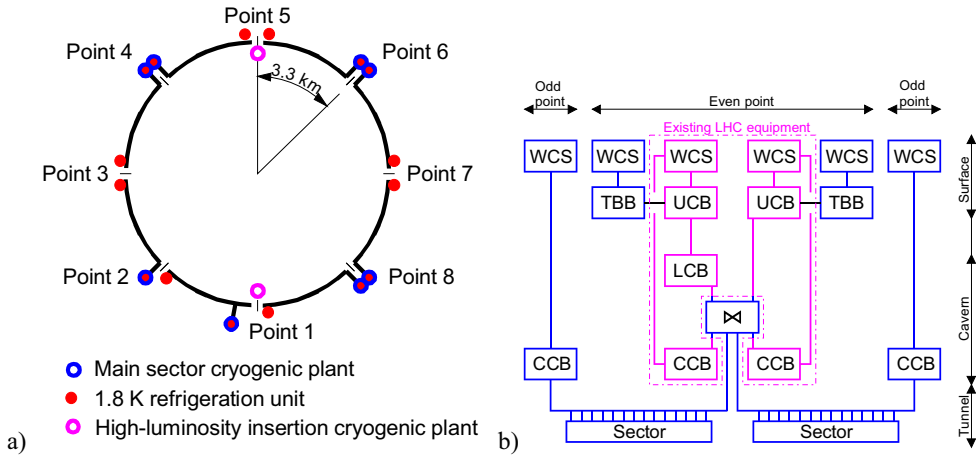 Point 5
Point 4
Point 6
3.3 km
Point 3
Point 7
Point 2
Point 8
Point 1
Main sector cryogenic plant
1.8 K refrigeration unit
High-luminosity insertion cryogenic plant
a)
Odd point
Even point
Odd point
Existing LHC equipment
WCS WCS WCS WCS WCS WCS
TBB UCB UCB TBB
LCB
CCB CCB CCB CCB
Sector Sector
Surface
Cavern
Tunnel
b)